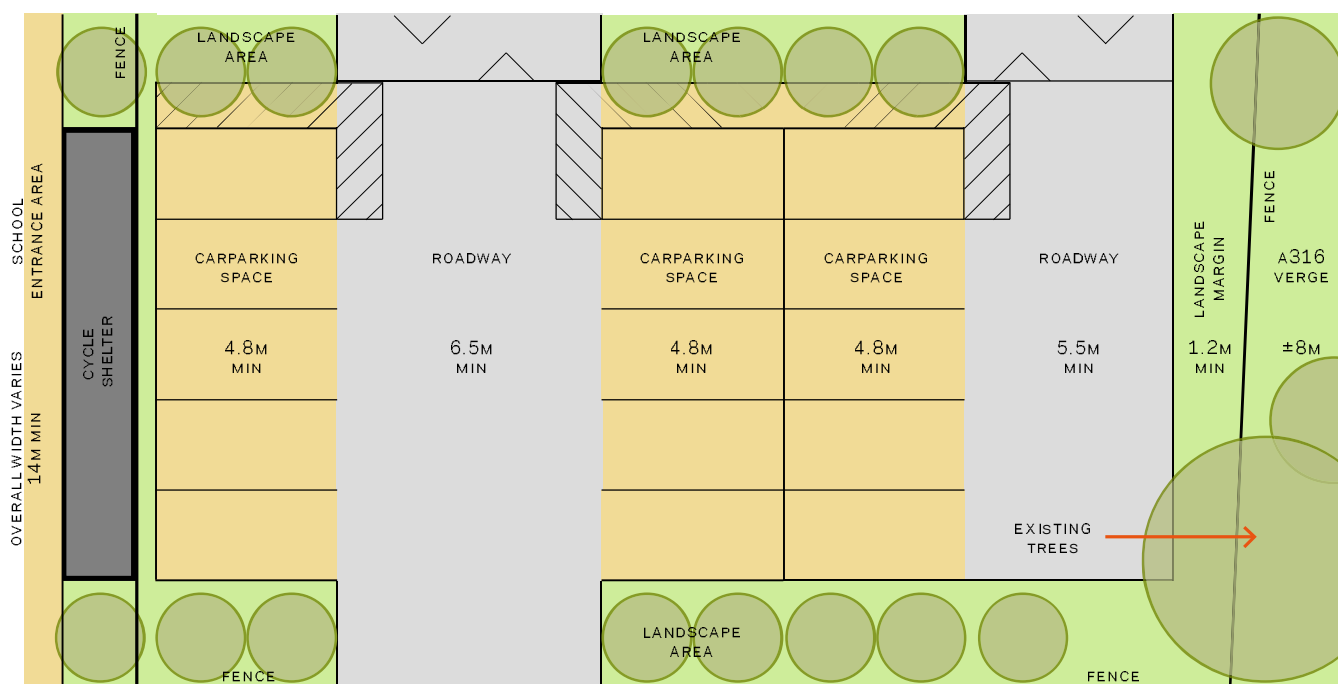 FENCE
LANDSCAPE
AREA
LANDSCAPE
AREA
SCHOOL
ENTRANCE AREA
OVERALL WIDTH VARIES
14M MIN
CYCLE
SHELTER
CARPARKING
SPACE
4.8M
MIN
ROADWAY
6.5M
MIN
CARPARKING
SPACE
4.8M
MIN
CARPARKING
SPACE
4.8M
MIN
ROADWAY
5.5M
MIN
LANDSCAPE
MARGIN
1.2M
MIN
FENCE
A316
VERGE
±8M
EXISTING
TREES
FENCE
LANDSCAPE
AREA
FENCE